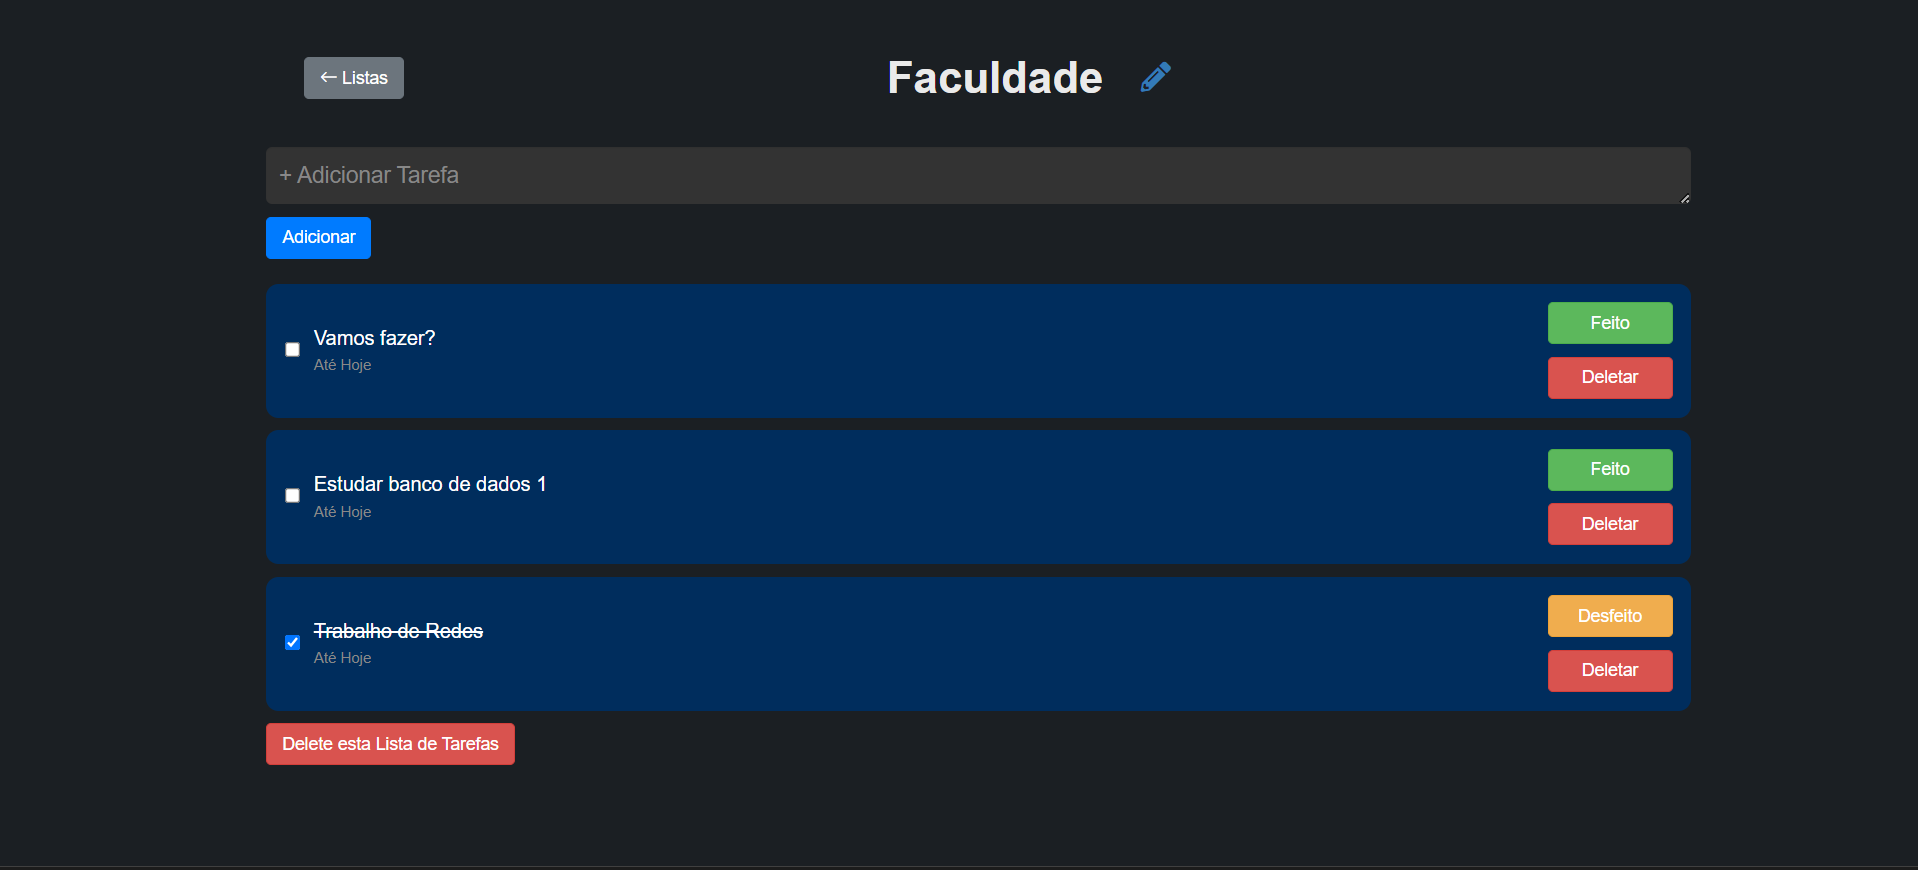 ← Listas
Faculdade
+ Adicionar Tarefa
Adicionar
Vamos fazer?
Até Hoje
Feito
Deletar
Estudar banco de dados 1
Até Hoje
Feito
Deletar
Trabalho de Redes
Até Hoje
Desfeito
Deletar
Delete esta Lista de Tarefas